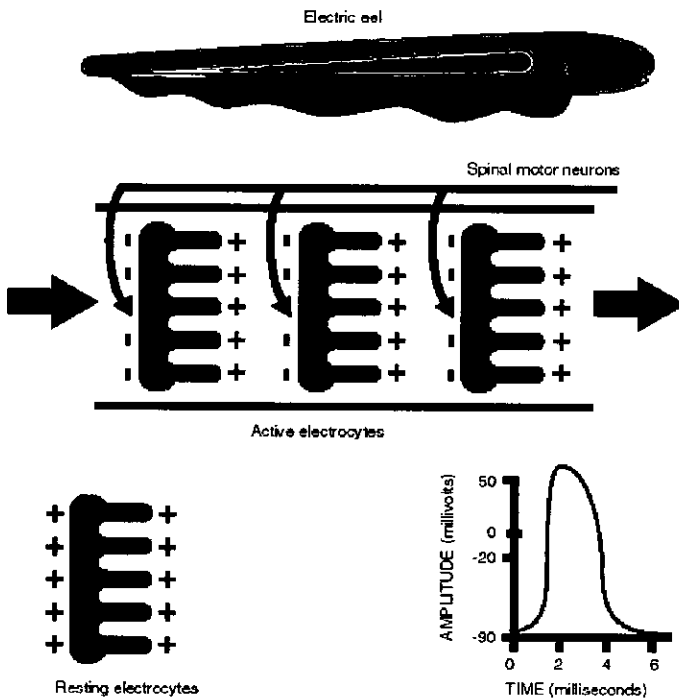 Electric eel
Spinal motor neurons
- + - + - +
- + - + - +
- + - + - +
- + - + - +
- + - + - +
Active electrocytes
+ +
+ +
+ +
+ +
+ +
Resting electrocytes
AMPLITUDE (millivolts)
50
0
-20
-90
0 2 4 6
TIME (milliseconds)